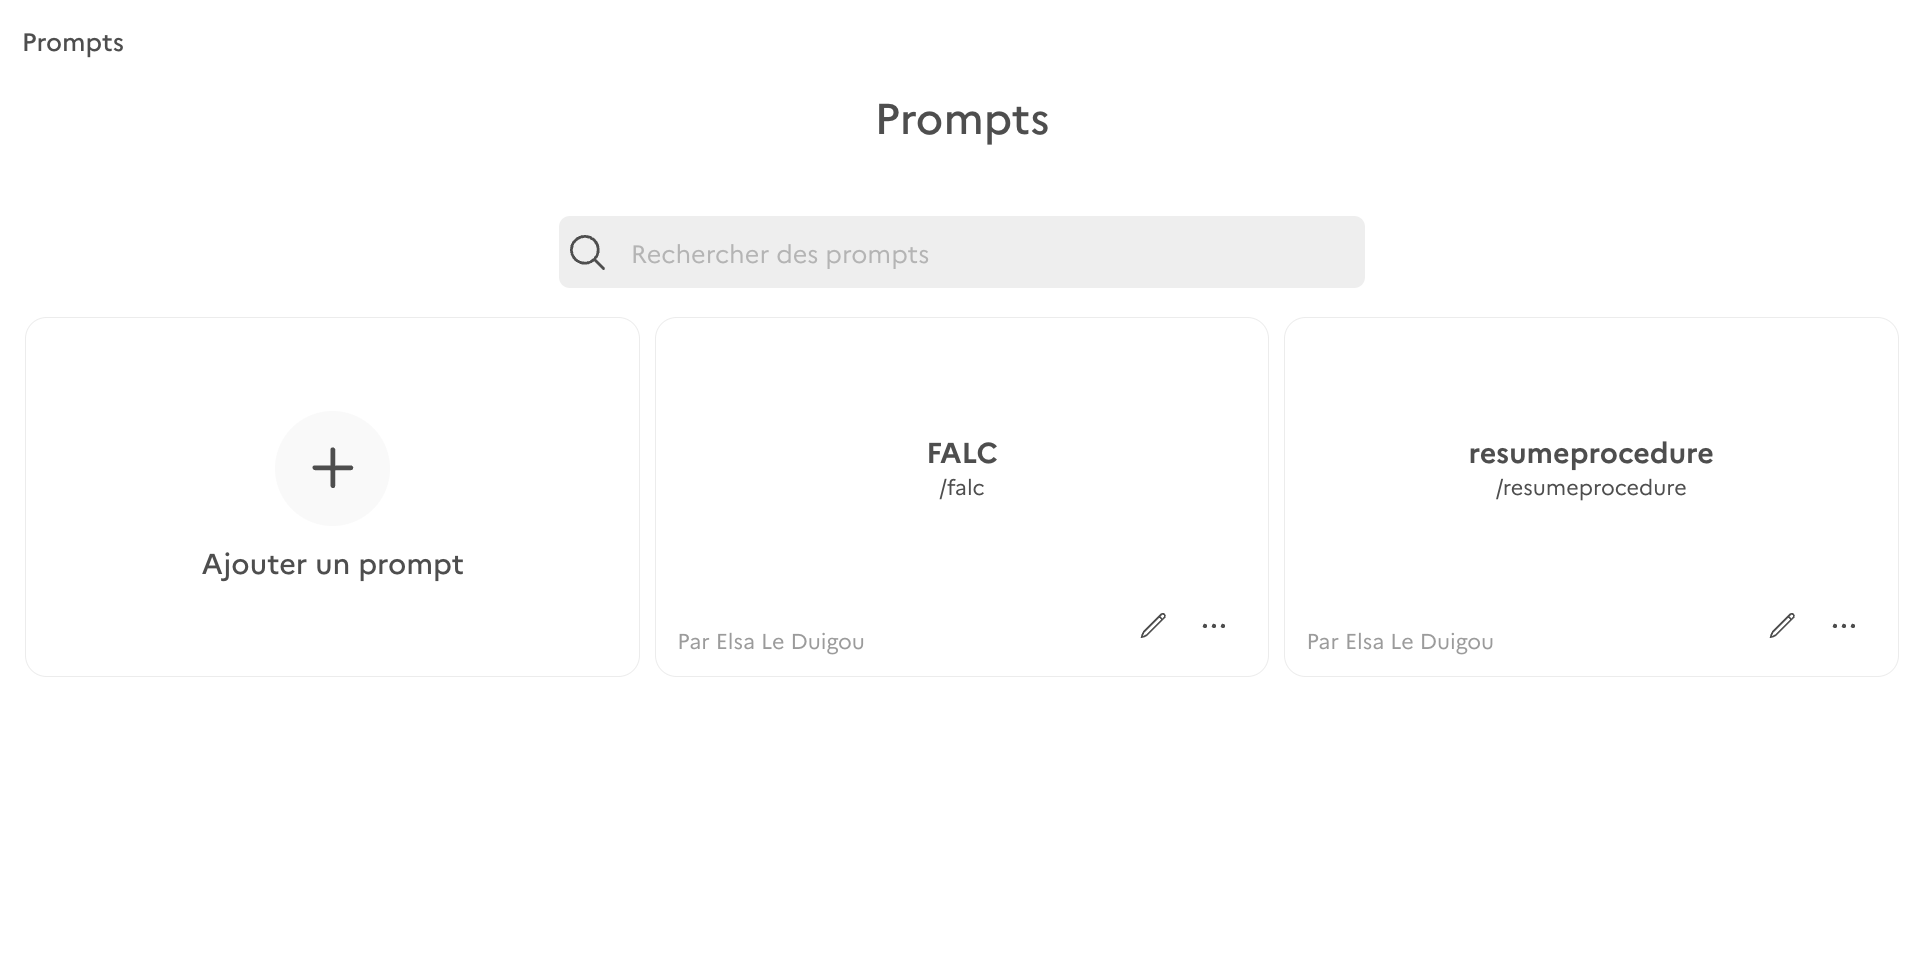 Prompts
Prompts
Rechercher des prompts
Ajouter un prompt
FALC
/falc
Par Elsa Le Duigou
resumeprocedure
/resumeprocedure
Par Elsa Le Duigou